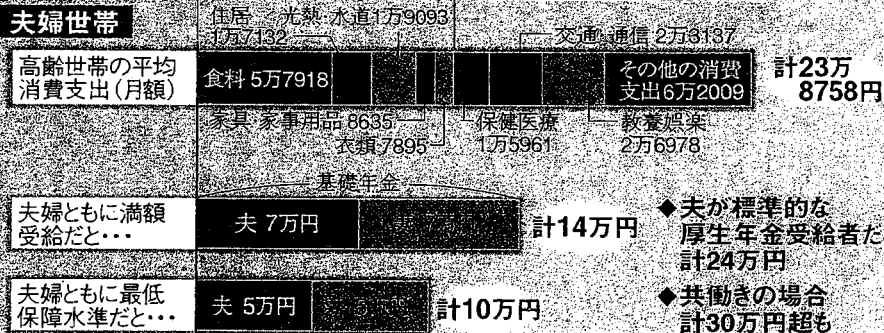 夫婦世帯
住居 光熱・水道1万9093
1万7132
交通・通信 2万3137
高齢世帯の平均
消費支出(月額)
食料 5万7918
その他の消費
支出6万2009
計23万
8758円
家具・家事用品 8635
衣類 7895
保健医療
1万5961
教養娯楽
2万6978
基礎年金
夫婦ともに満額
受給だと・・・
夫 7万円
計14万円
◆夫が標準的な
厚生年金受給者だ
計24万円
夫婦ともに最低
保障水準だと・・・
夫 5万円
計10万円
◆共働きの場合
計30万円超も